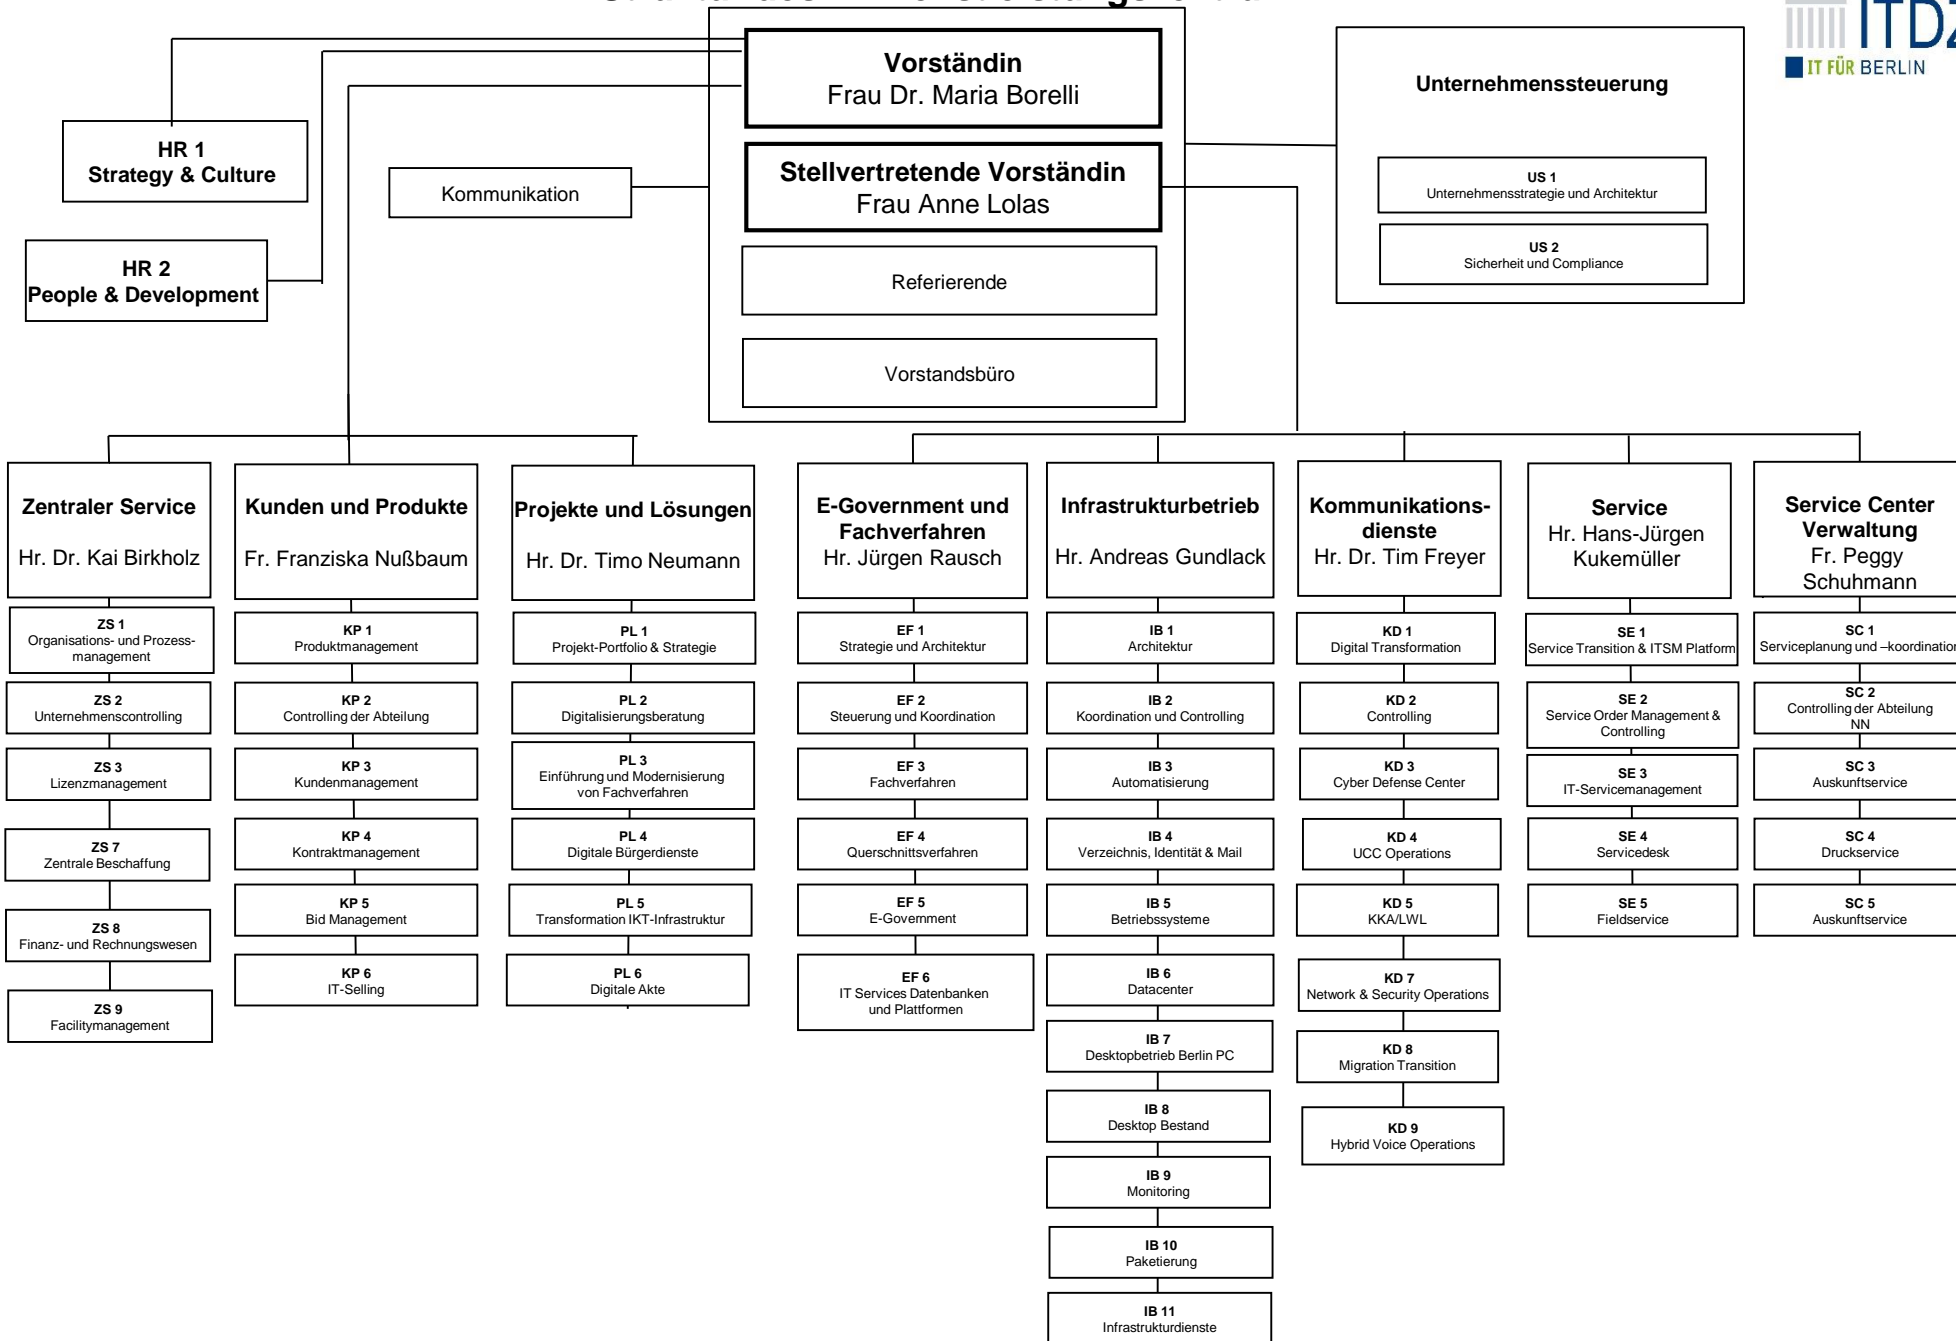 ITDZ
IT FÜR BERLIN
Vorständin
Frau Dr. Maria Borelli
Stellvertretende Vorständin
Frau Anne Lolas
Referierende
Vorstandsbüro
Unternehmenssteuerung
US 1
Unternehmensstrategie und Architektur
US 2
Sicherheit und Compliance
HR 1
Strategy & Culture
HR 2
People & Development
Kommunikation
Zentraler Service
Hr. Dr. Kai Birkholz
ZS 1
Organisations- und Prozess-
management
ZS 2
Unternehmenscontrolling
ZS 3
Lizenzmanagement
ZS 7
Zentrale Beschaffung
ZS 8
Finanz- und Rechnungswesen
ZS 9
Facilitymanagement
Kunden und Produkte
Fr. Franziska Nußbaum
KP 1
Produktmanagement
KP 2
Controlling der Abteilung
KP 3
Kundenmanagement
KP 4
Kontraktmanagement
KP 5
Bid Management
KP 6
IT-Selling
Projekte und Lösungen
Hr. Dr. Timo Neumann
PL 1
Projekt-Portfolio & Strategie
PL 2
Digitalisierungsberatung
PL 3
Einführung und Modernisierung
von Fachverfahren
PL 4
Digitale Bürgerdienste
PL 5
Transformation IKT-Infrastruktur
PL 6
Digitale Akte
E-Government und
Fachverfahren
Hr. Jürgen Rausch
EF 1
Strategie und Architektur
EF 2
Steuerung und Koordination
EF 3
Fachverfahren
EF 4
Querschnittsverfahren
EF 5
E-Government
EF 6
IT Services Datenbanken
und Plattformen
Infrastrukturbetrieb
Hr. Andreas Gundlack
IB 1
Architektur
IB 2
Koordination und Controlling
IB 3
Automatisierung
IB 4
Verzeichnis, Identität & Mail
IB 5
Betriebssysteme
IB 6
Datacenter
IB 7
Desktopbetrieb Berlin PC
IB 8
Desktop Bestand
IB 9
Monitoring
IB 10
Paketierung
IB 11
Infrastrukturdienste
Kommunikations-
dienste
Hr. Dr. Tim Freyer
KD 1
Digital Transformation
KD 2
Controlling
KD 3
Cyber Defense Center
KD 4
UCC Operations
KD 5
KKA/LWL
KD 7
Network & Security Operations
KD 8
Migration Transition
KD 9
Hybrid Voice Operations
Service
Hr. Hans-Jürgen
Kukemüller
SE 1
Service Transition & ITSM Platform
SE 2
Service Order Management &
Controlling
SE 3
IT-Servicemanagement
SE 4
Servicedesk
SE 5
Fieldservice
Service Center
Verwaltung
Fr. Peggy
Schuhmann
SC 1
Serviceplanung und –koordination
SC 2
Controlling der Abteilung
NN
SC 3
Auskunftservice
SC 4
Druckservice
SC 5
Auskunftservice